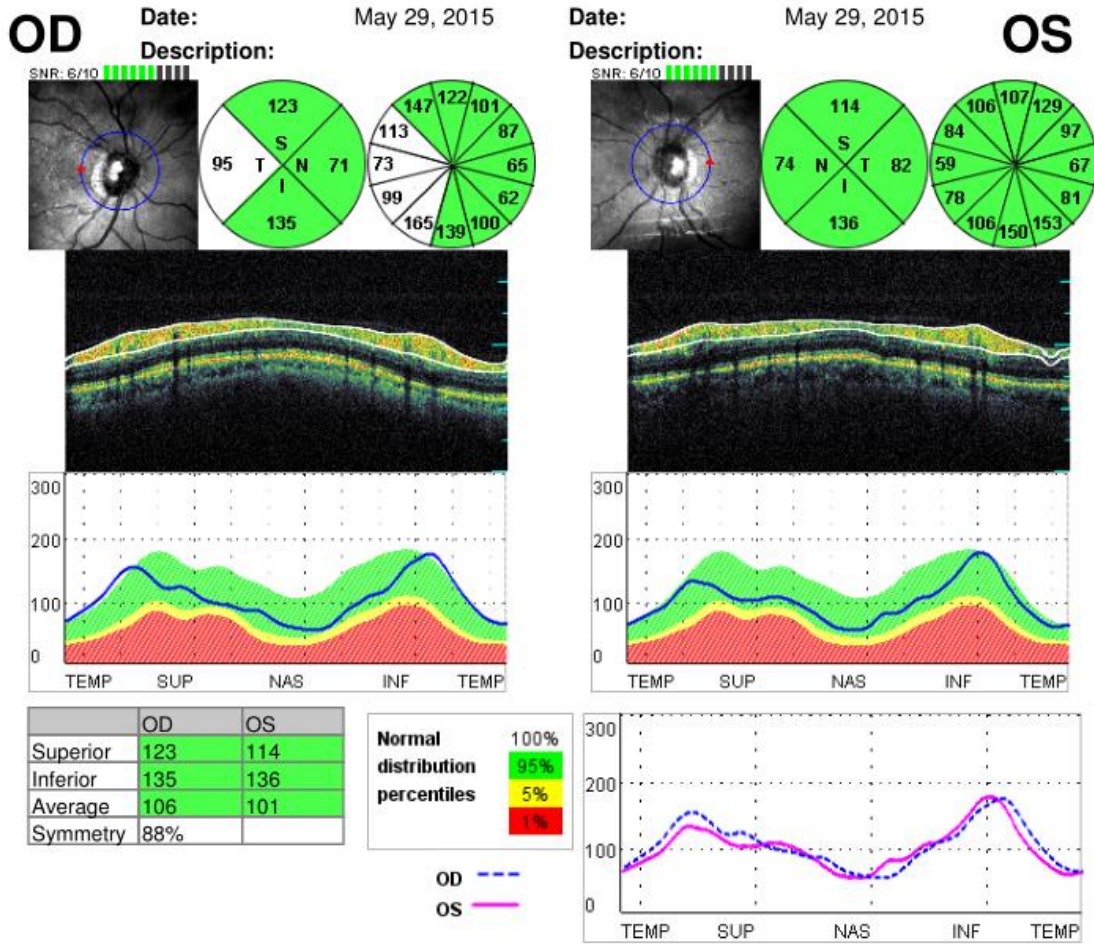 OD
Date: May 29, 2015
Description:
SNR: 6/10
123
S
95 T N 71
I
135
147 122 101
113 87
73 65
99 62
165 139 100
Date: May 29, 2015
Description:
OS
SNR: 6/10
114
S
74 N T 82
I
136
106 107 129
84 97
59 67
78 81
106 150 153
300
200
100
0
TEMP SUP NAS INF TEMP
300
200
100
0
TEMP SUP NAS INF TEMP
OD OS
Superior 123 114
Inferior 135 136
Average 106 101
Symmetry 88%
Normal 100%
distribution 95%
percentiles 5%
1%
OD
OS
300
200
100
0
TEMP SUP NAS INF TEMP